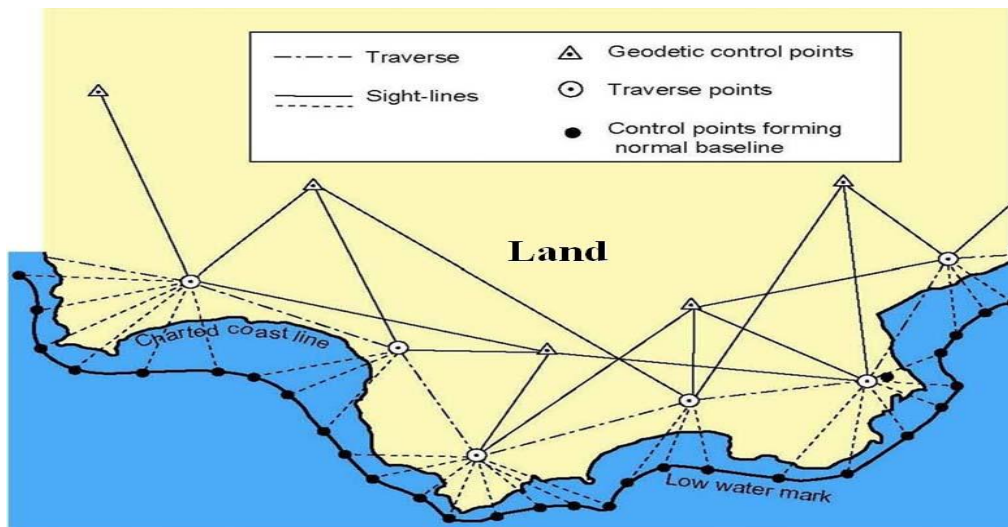 Traverse
Sight-lines
Geodetic control points
Traverse points
Control points forming
normal baseline
Land
Charted coast line
Low water mark